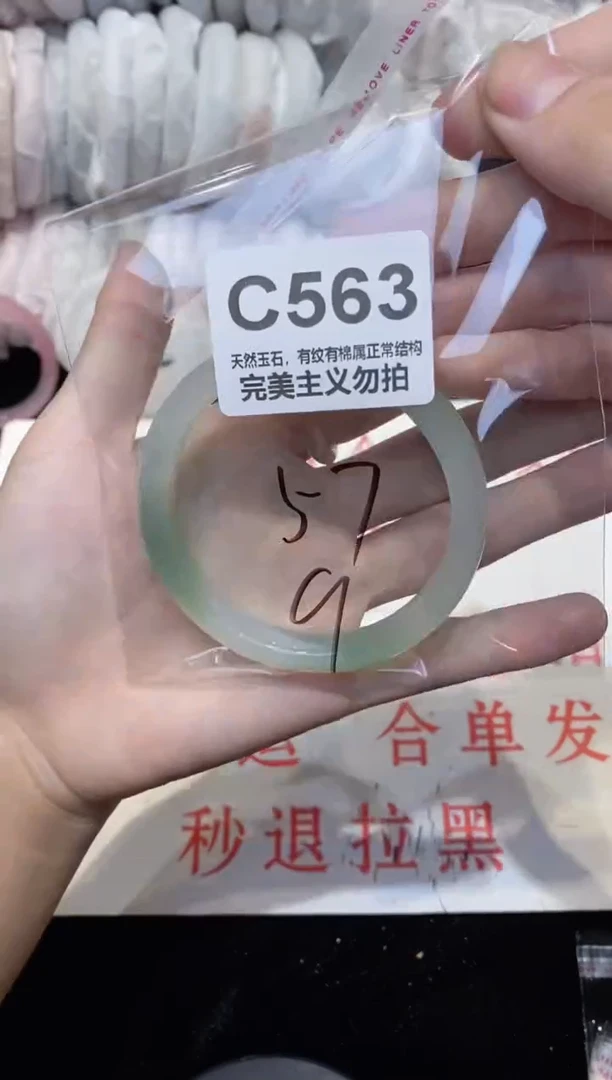 C563
天然玉石，有纹有棉属正常结构
完美主义勿拍
57
9
合单发
秒退拉黑